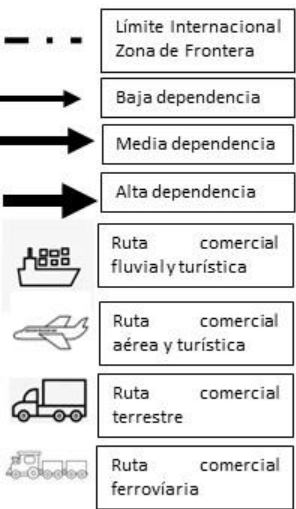 Límite Internacional
Zona de Frontera
Baja dependencia
Media dependencia
Alta dependencia
Ruta comercial
fluvial y turística
Ruta comercial
aérea y turística
Ruta comercial
terrestre
Ruta comercial
ferrovíaria